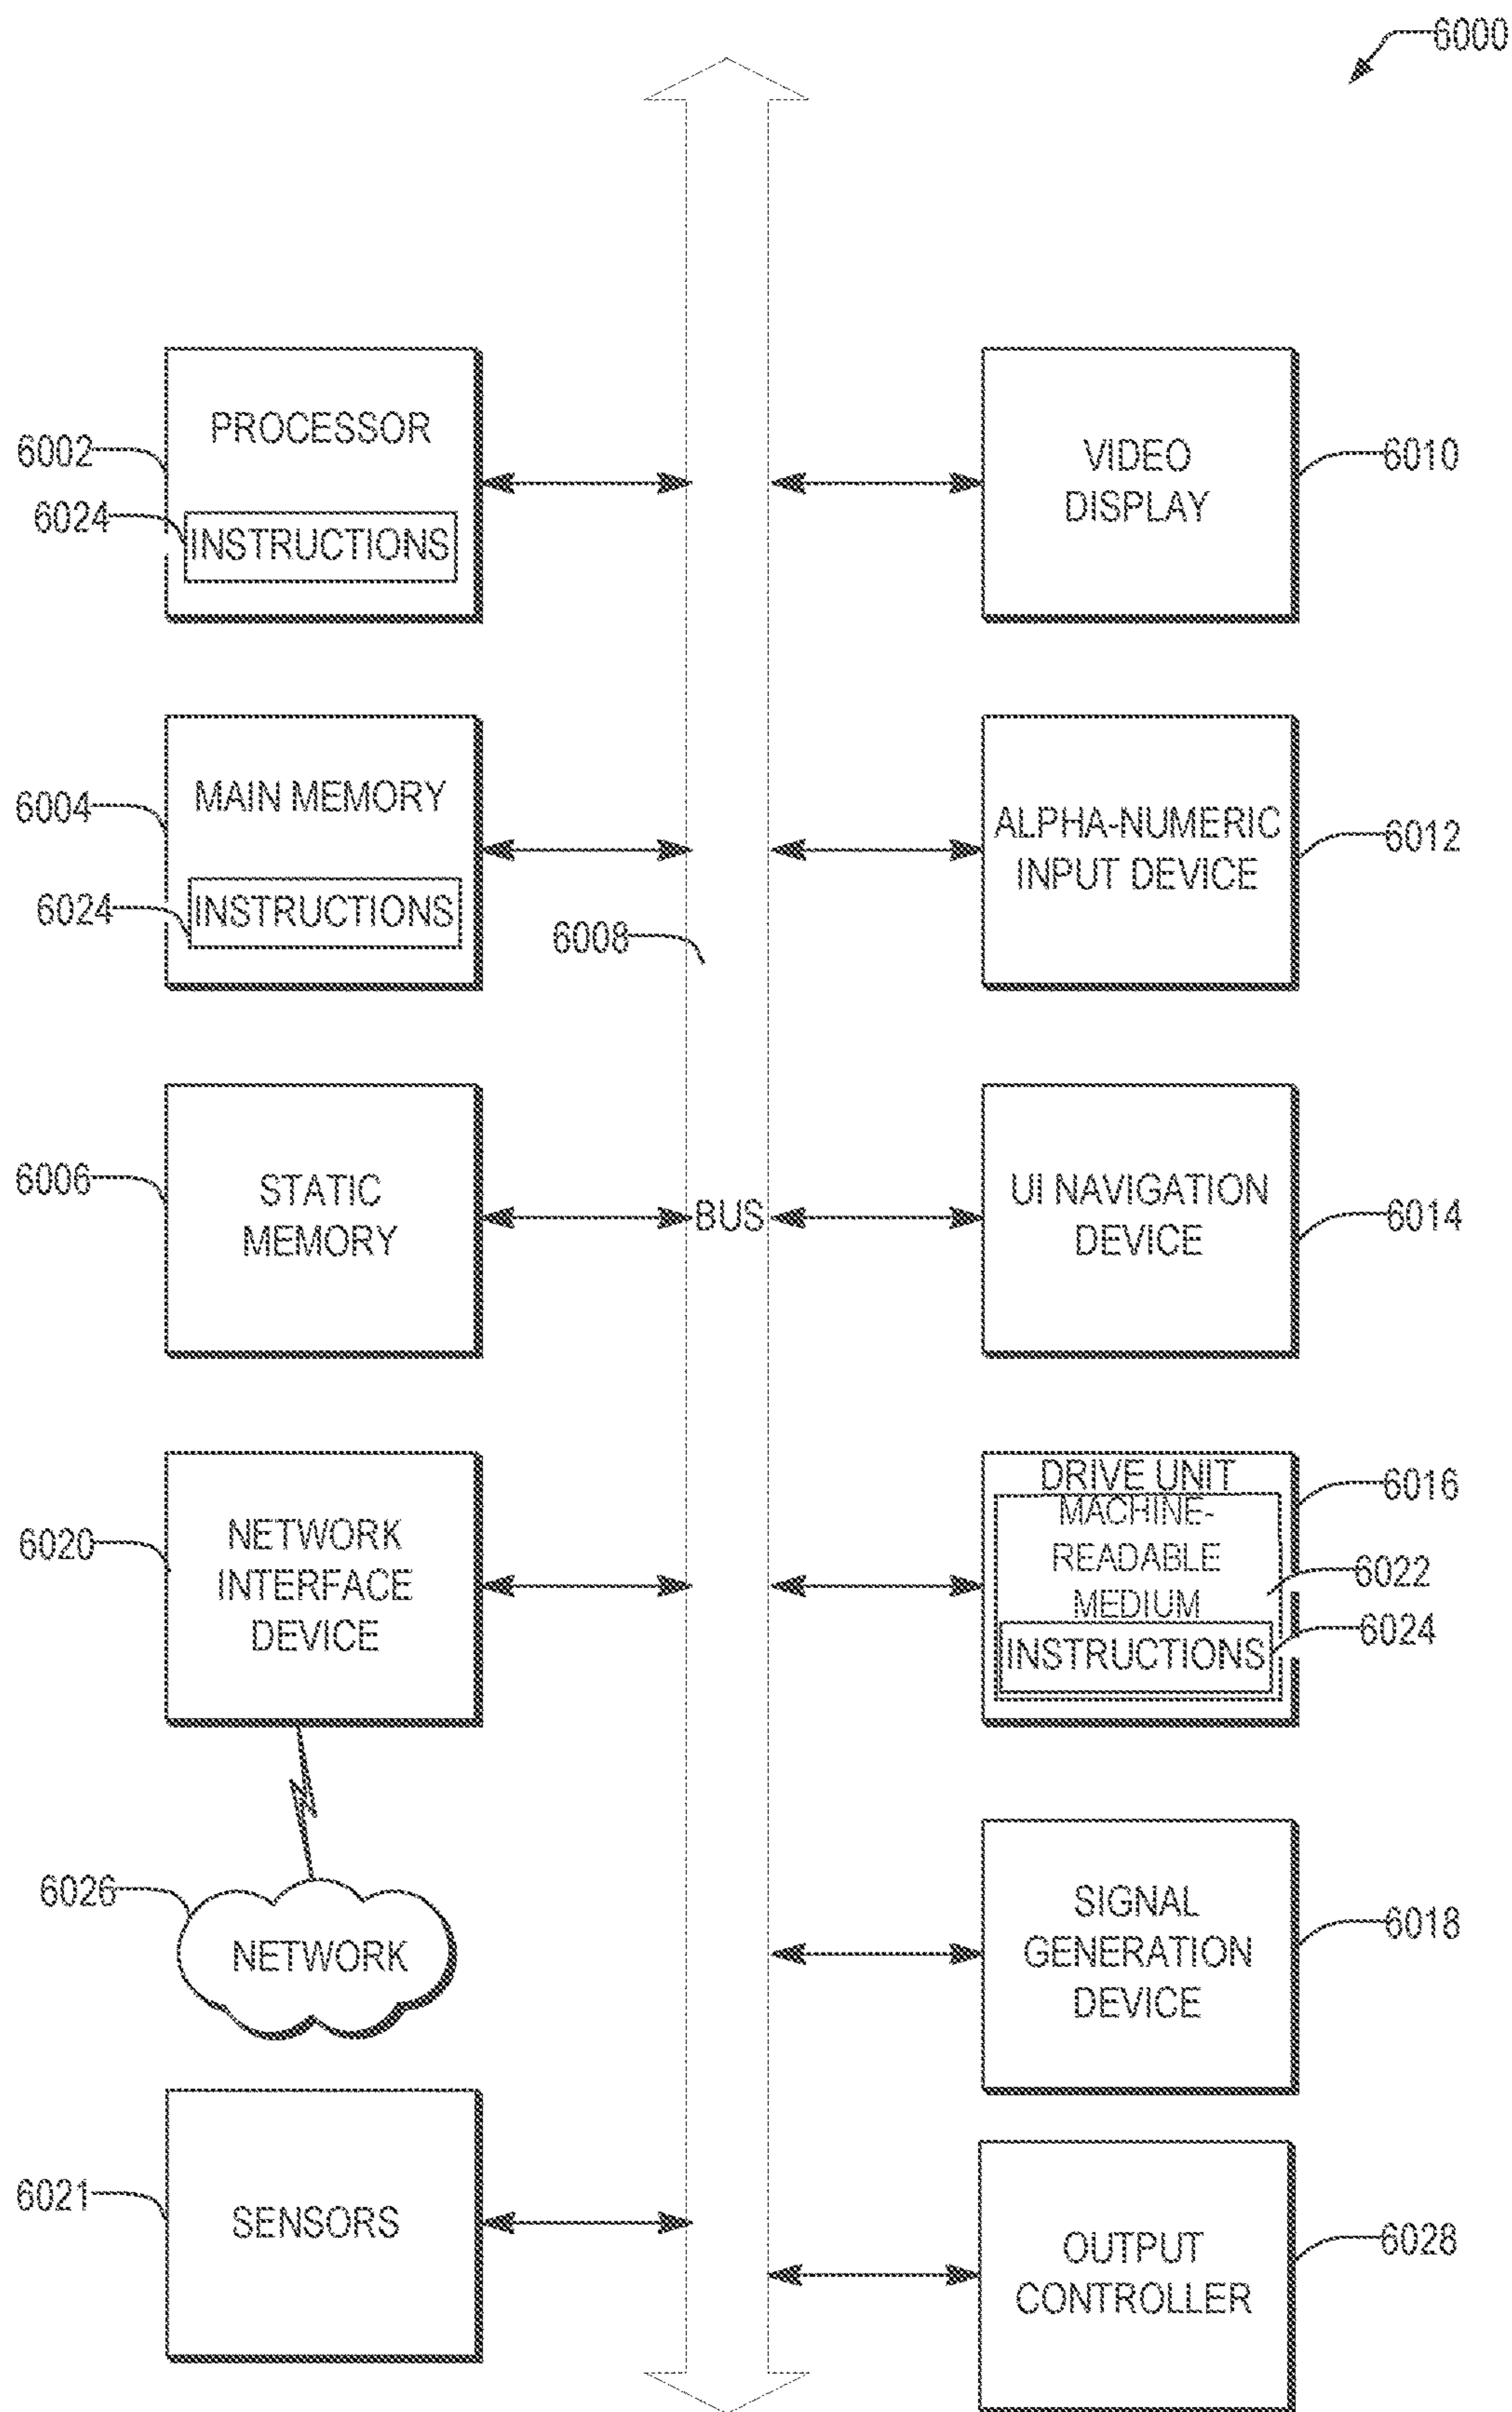 6000
PROCESSOR
6002
6024
INSTRUCTIONS
VIDEO
DISPLAY
6010
MAIN MEMORY
6004
6024
INSTRUCTIONS
6008
ALPHA-NUMERIC
INPUT DEVICE
6012
6006
STATIC
MEMORY
BUS
UI NAVIGATION
DEVICE
6014
6020
NETWORK
INTERFACE
DEVICE
DRIVE UNIT
6016
MACHINE-
READABLE
MEDIUM
6022
INSTRUCTIONS
6024
6026
NETWORK
SIGNAL
GENERATION
DEVICE
6018
6021
SENSORS
OUTPUT
CONTROLLER
6028